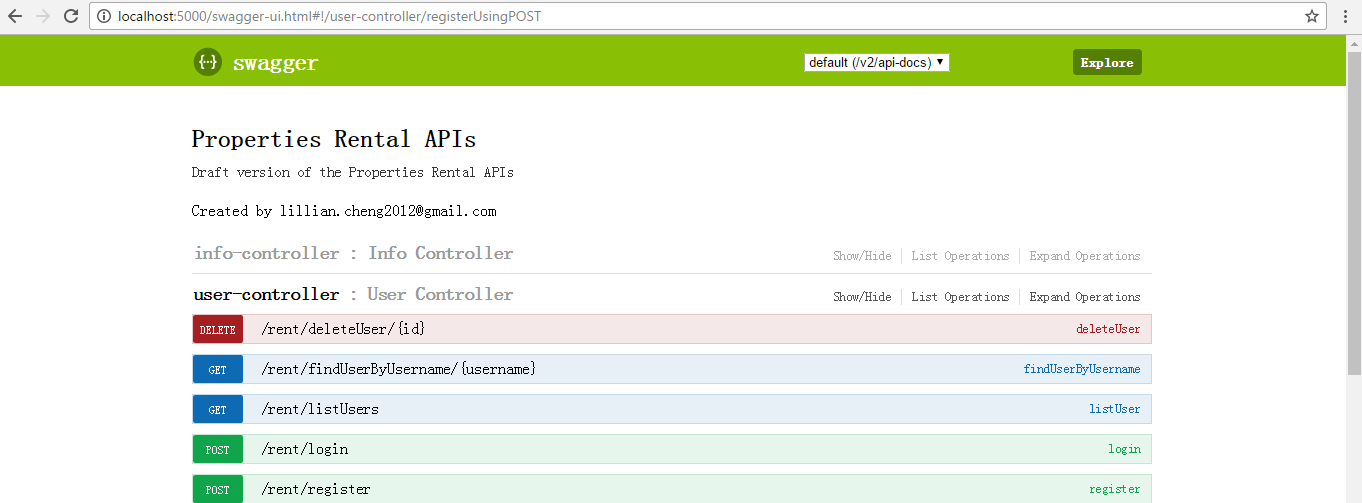 localhost:5000/swagger-ui.html#!/user-controller/registerUsingPOST
{··} swagger default (/v2/api-docs) ▼ Explore
Properties Rental APIs
Draft version of the Properties Rental APIs
Created by lillian.cheng2012@gmail.com
info-controller : Info Controller Show/Hide List Operations Expand Operations
user-controller : User Controller Show/Hide List Operations Expand Operations
DELETE /rent/deleteUser/{id} deleteUser
GET /rent/findUserByUsername/{username} findUserByUsername
GET /rent/listUsers listUser
POST /rent/login login
POST /rent/register register